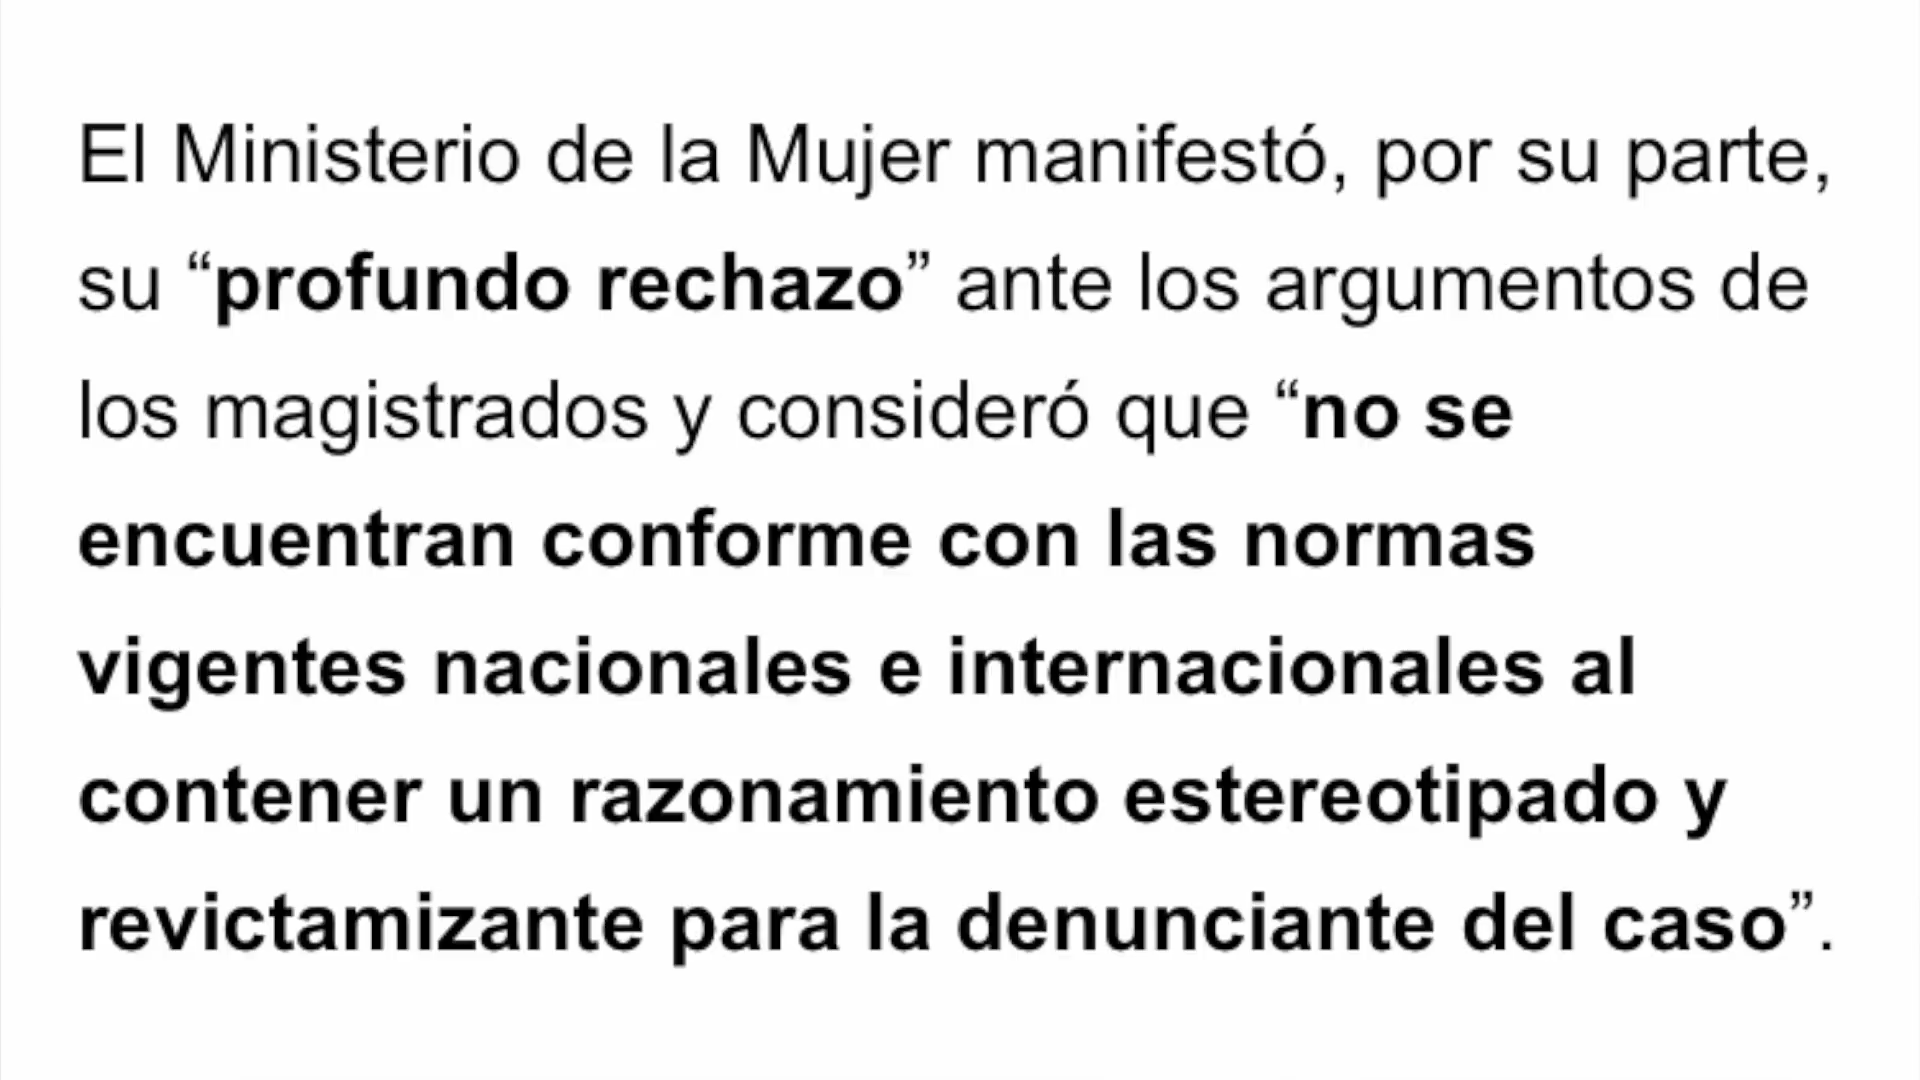 El Ministerio de la Mujer manifestó, por su parte,
su “profundo rechazo” ante los argumentos de
los magistrados y consideró que “no se
encuentran conforme con las normas
vigentes nacionales e internacionales al
contener un razonamiento estereotipado y
revictamizante para la denunciante del caso”.